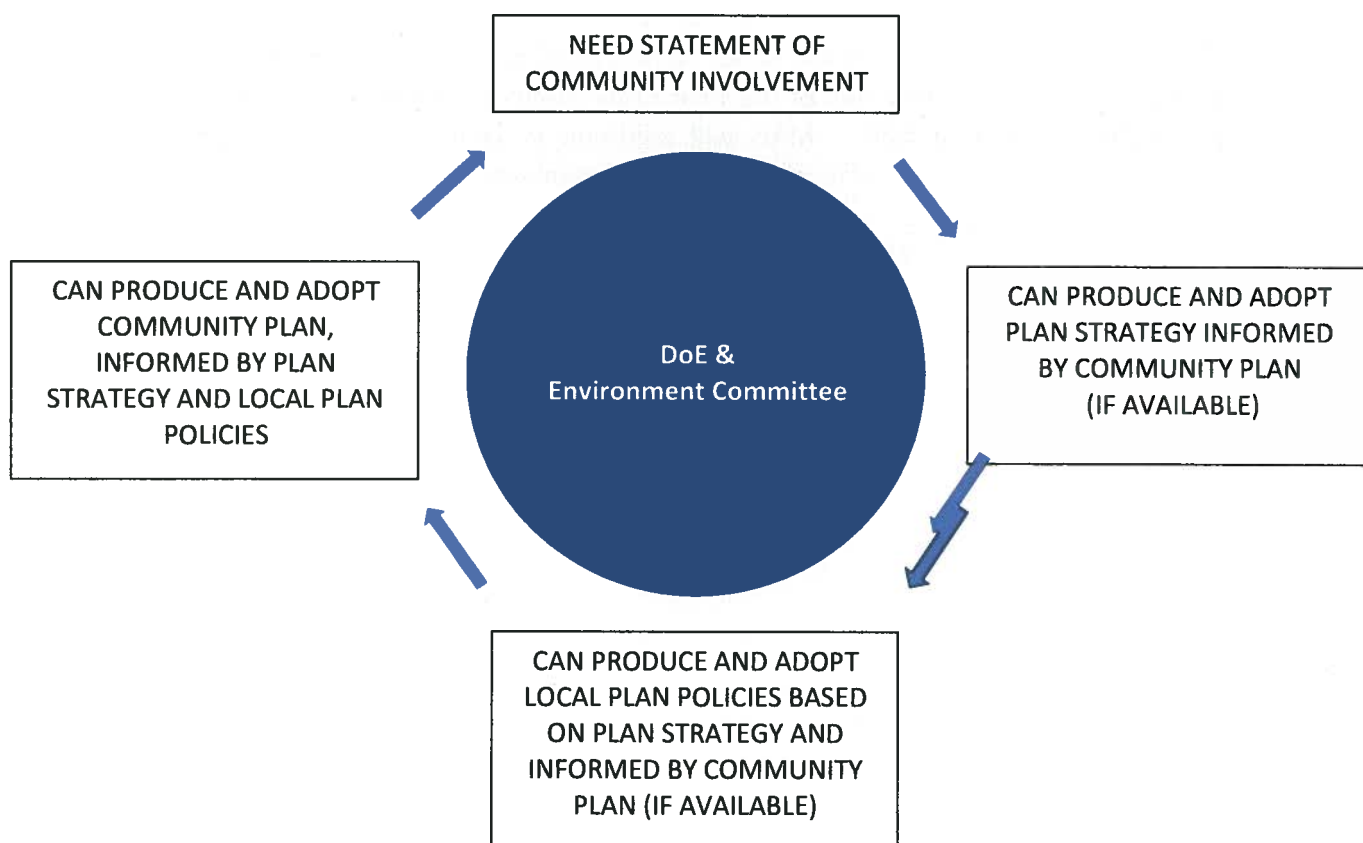 NEED STATEMENT OF
COMMUNITY INVOLVEMENT
CAN PRODUCE AND ADOPT
PLAN STRATEGY INFORMED
BY COMMUNITY PLAN
(IF AVAILABLE)
CAN PRODUCE AND ADOPT
LOCAL PLAN POLICIES BASED
ON PLAN STRATEGY AND
INFORMED BY COMMUNITY
PLAN (IF AVAILABLE)
CAN PRODUCE AND ADOPT
COMMUNITY PLAN,
INFORMED BY PLAN
STRATEGY AND LOCAL PLAN
POLICIES
DoE &
Environment Committee